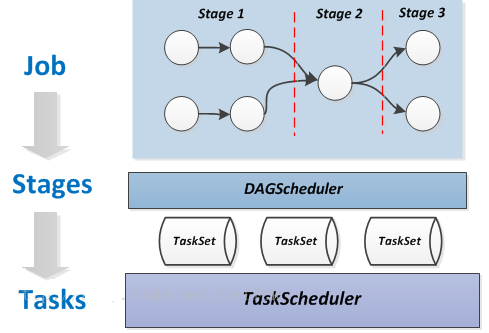 Stage 1
Stage 2
Stage 3
Job
Stages
DAGScheduler
TaskSet
TaskSet
TaskSet
Tasks
TaskScheduler